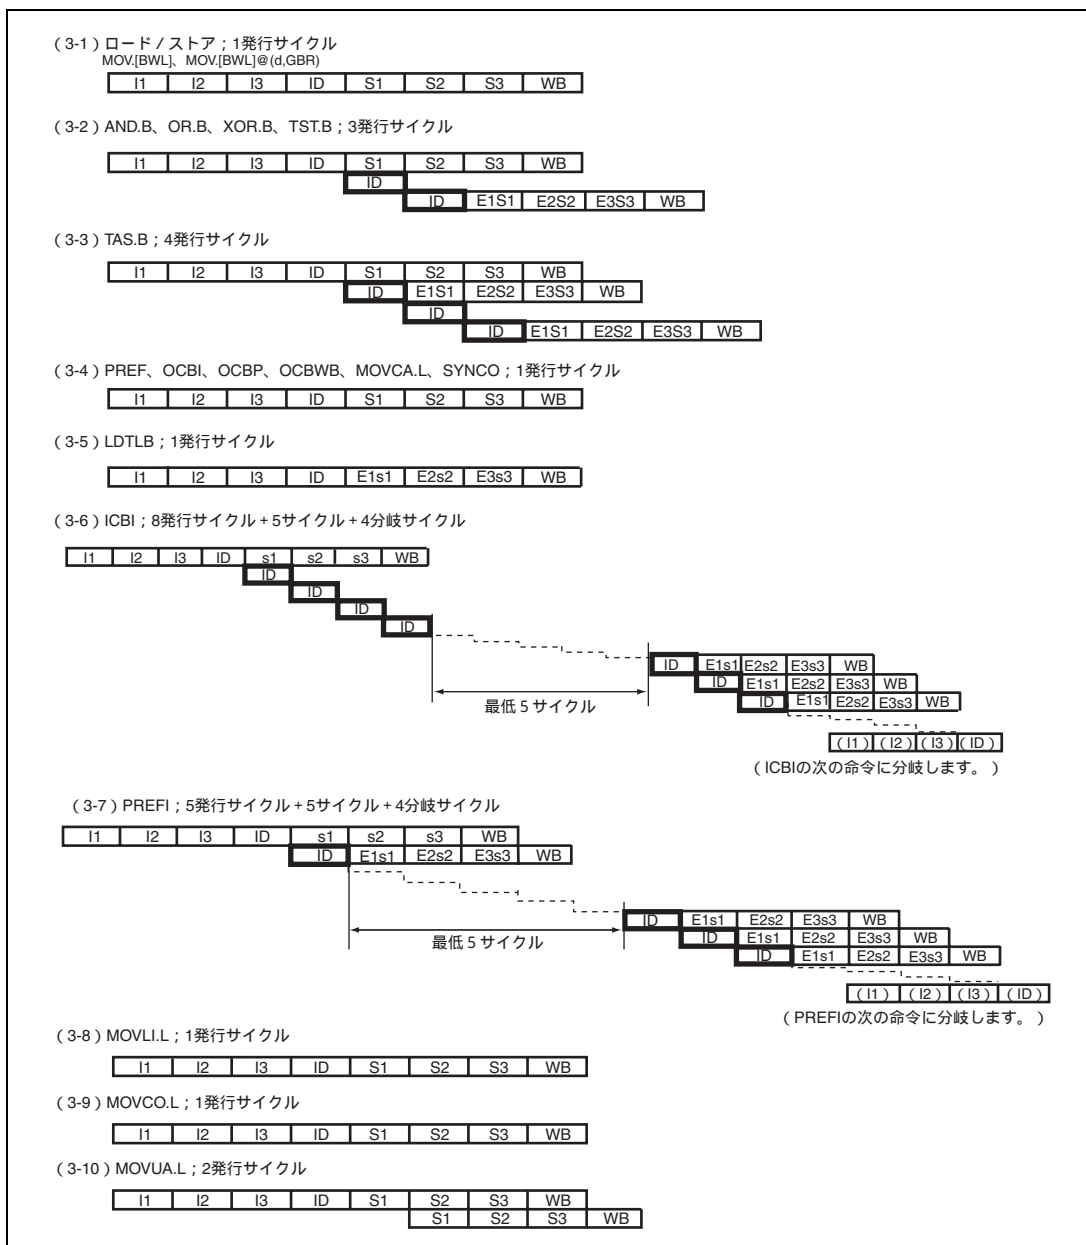 （3-1）ロード / ストア；1発行サイクル
MOV.[BWL]、MOV.[BWL]@(d,GBR)
I1 I2 I3 ID S1 S2 S3 WB
（3-2）AND.B、OR.B、XOR.B、TST.B；3発行サイクル
I1 I2 I3 ID S1 S2 S3 WB
ID
ID E1S1 E2S2 E3S3 WB
（3-3）TAS.B；4発行サイクル
I1 I2 I3 ID S1 S2 S3 WB
ID E1S1 E2S2 E3S3 WB
ID
ID E1S1 E2S2 E3S3 WB
（3-4）PREF、OCBI、OCBP、OCBWB、MOVCA.L、SYNCO；1発行サイクル
I1 I2 I3 ID S1 S2 S3 WB
（3-5）LDTLB；1発行サイクル
I1 I2 I3 ID E1s1 E2s2 E3s3 WB
（3-6）ICBI；8発行サイクル + 5サイクル + 4分岐サイクル
I1 I2 I3 ID s1 s2 s3 WB
ID
ID
ID
ID
ID E1s1 E2s2 E3s3 WB
ID E1s1 E2s2 E3s3 WB
ID E1s1 E2s2 E3s3 WB
最低 5 サイクル
（I1）（I2）（I3）（ID）
（ICBIの次の命令に分岐します。）
（3-7）PREFI；5発行サイクル + 5サイクル + 4分岐サイクル
I1 I2 I3 ID s1 s2 s3 WB
ID E1s1 E2s2 E3s3 WB
ID E1s1 E2s2 E3s3 WB
最低 5 サイクル ID E1s1 E2s2 E3s3 WB
ID E1s1 E2s2 E3s3 WB
（I1）（I2）（I3）（ID）
（PREFIの次の命令に分岐します。）
（3-8）MOVLI.L；1発行サイクル
I1 I2 I3 ID S1 S2 S3 WB
（3-9）MOVCO.L；1発行サイクル
I1 I2 I3 ID S1 S2 S3 WB
（3-10）MOVUA.L；2発行サイクル
I1 I2 I3 ID S1 S2 S3 WB
S1 S2 S3 WB